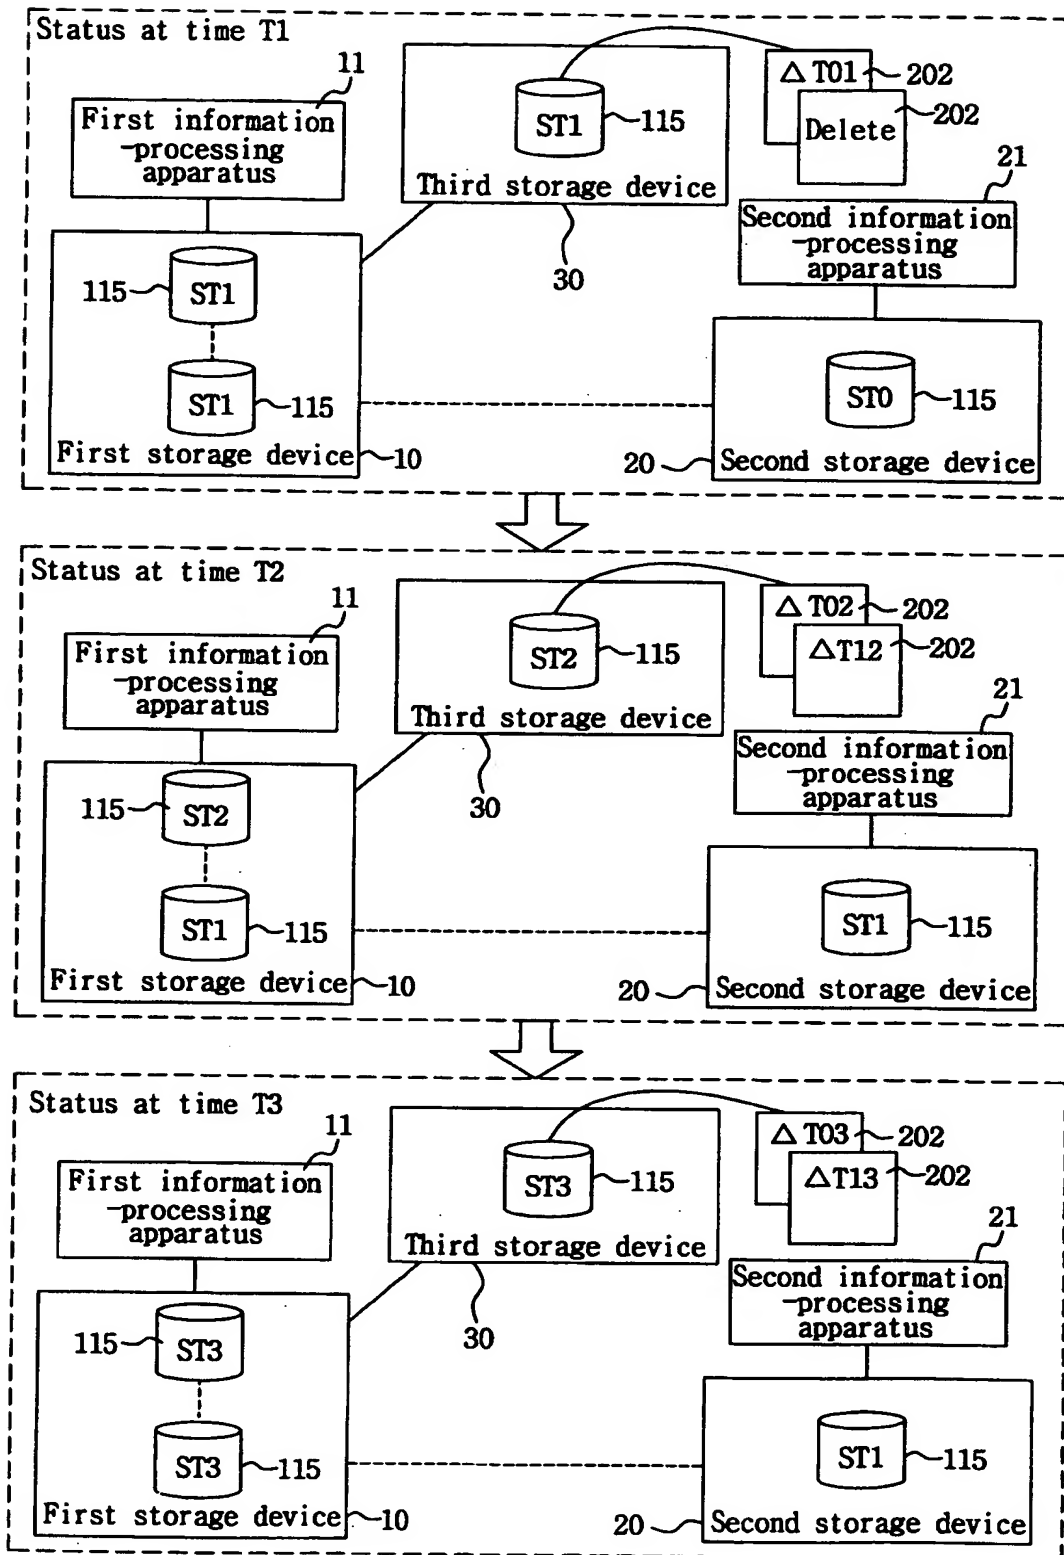 Status at time T1
11
First information
-processing
apparatus
ST1
115
Third storage device
30
△ T01
202
Delete
202
21
Second information
-processing
apparatus
115
ST1
ST1
115
First storage device
10
ST0
115
20
Second storage device
Status at time T2
11
First information
-processing
apparatus
ST2
115
Third storage device
30
△ T02
202
△T12
202
21
Second information
-processing
apparatus
115
ST2
ST1
115
First storage device
10
ST1
115
20
Second storage device
Status at time T3
11
First information
-processing
apparatus
ST3
115
Third storage device
30
△ T03
202
△T13
202
21
Second information
-processing
apparatus
115
ST3
ST3
115
First storage device
10
ST1
115
20
Second storage device